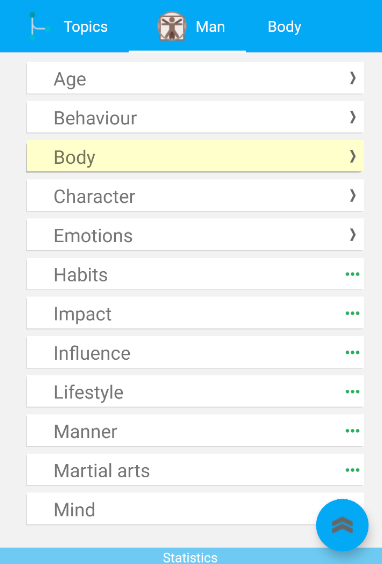 Topics Man Body
Age
Behaviour
Body
Character
Emotions
Habits
Impact
Influence
Lifestyle
Manner
Martial arts
Mind
Statistics